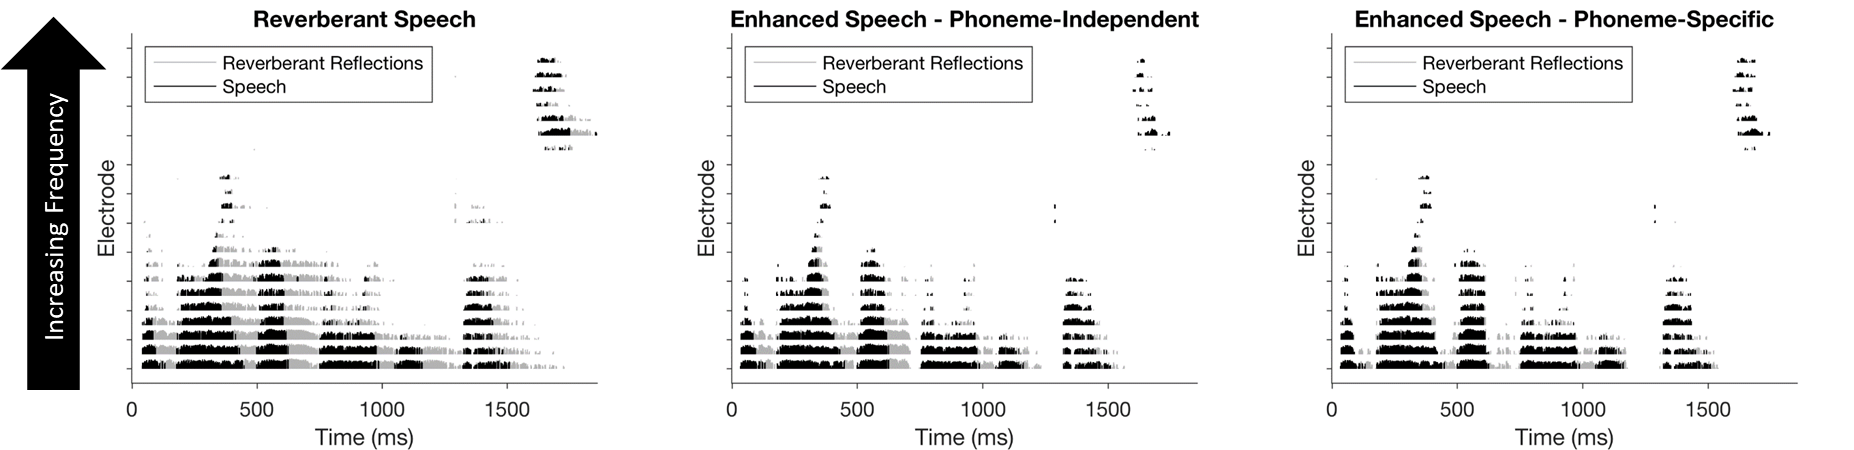 Increasing Frequency
Reverberant Speech
Reverberant Reflections
Speech
Electrode
0 500 1000 1500
Time (ms)
Enhanced Speech - Phoneme-Independent
Reverberant Reflections
Speech
Electrode
0 500 1000 1500
Time (ms)
Enhanced Speech - Phoneme-Specific
Reverberant Reflections
Speech
Electrode
0 500 1000 1500
Time (ms)